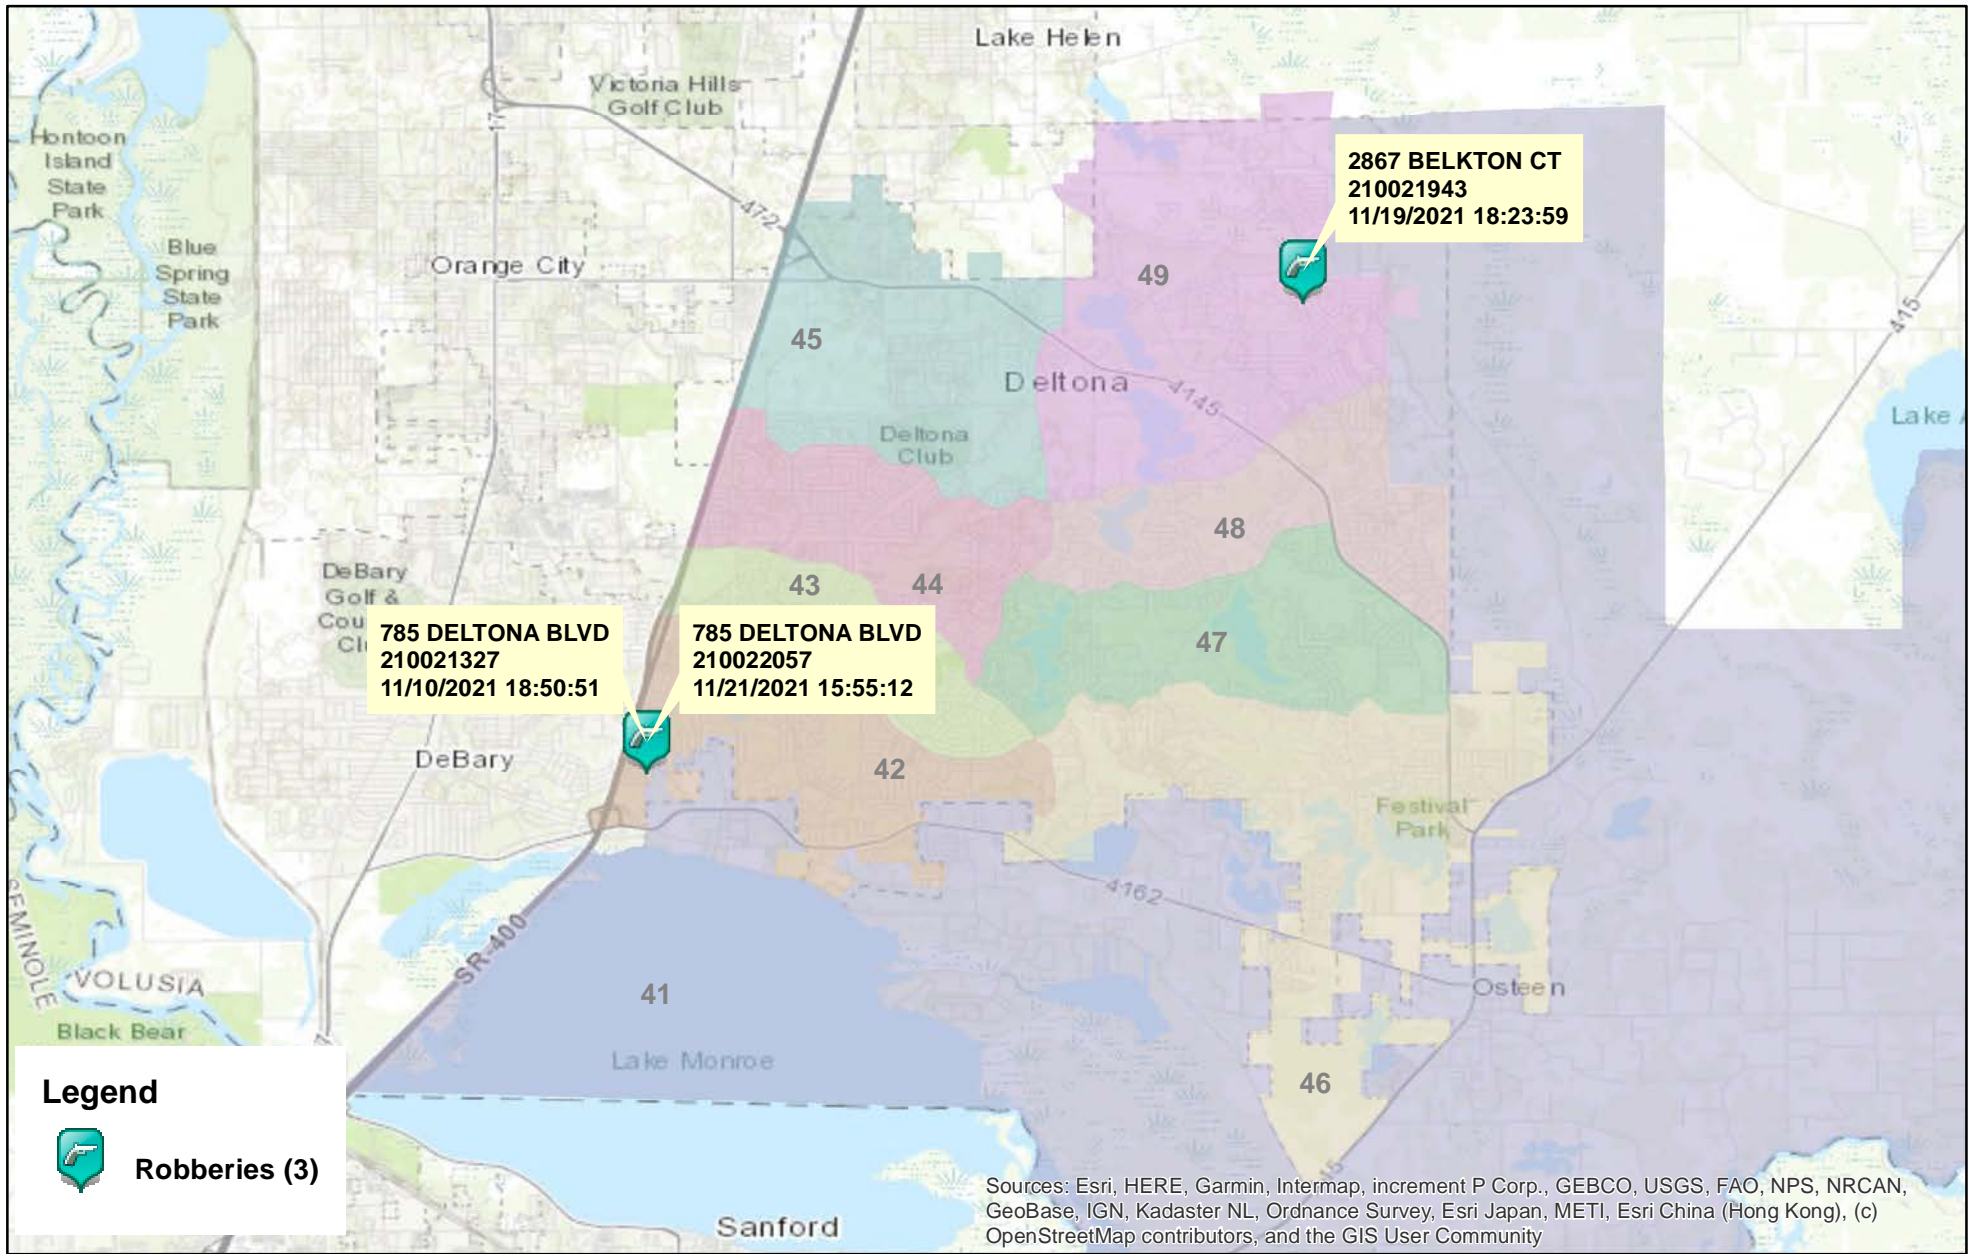 Lake Helen
Victoria Hills
Golf Club
17
Hontoon
Island
State
Park
2867 BELKTON CT
210021943
11/19/2021 18:23:59
472
Blue
Spring
State
Park
Orange City
49
415
45
Deltona
4145
Lake
Deltona
Club
48
DeBary
Golf &
Cou
Cl
43
44
785 DELTONA BLVD
210021327
11/10/2021 18:50:51
785 DELTONA BLVD
210022057
11/21/2021 15:55:12
47
DeBary
42
Festival
Park
4162
SEMINOLE
VOLUSIA
SR-400
41
Osteen
Black Bear
Lake Monroe
46
Legend
Robberies (3)
Sanford
Sources: Esri, HERE, Garmin, Intermap, increment P Corp., GEBCO, USGS, FAO, NPS, NRCAN,
GeoBase, IGN, Kadaster NL, Ordnance Survey, Esri Japan, METI, Esri China (Hong Kong), (c)
OpenStreetMap contributors, and the GIS User Community